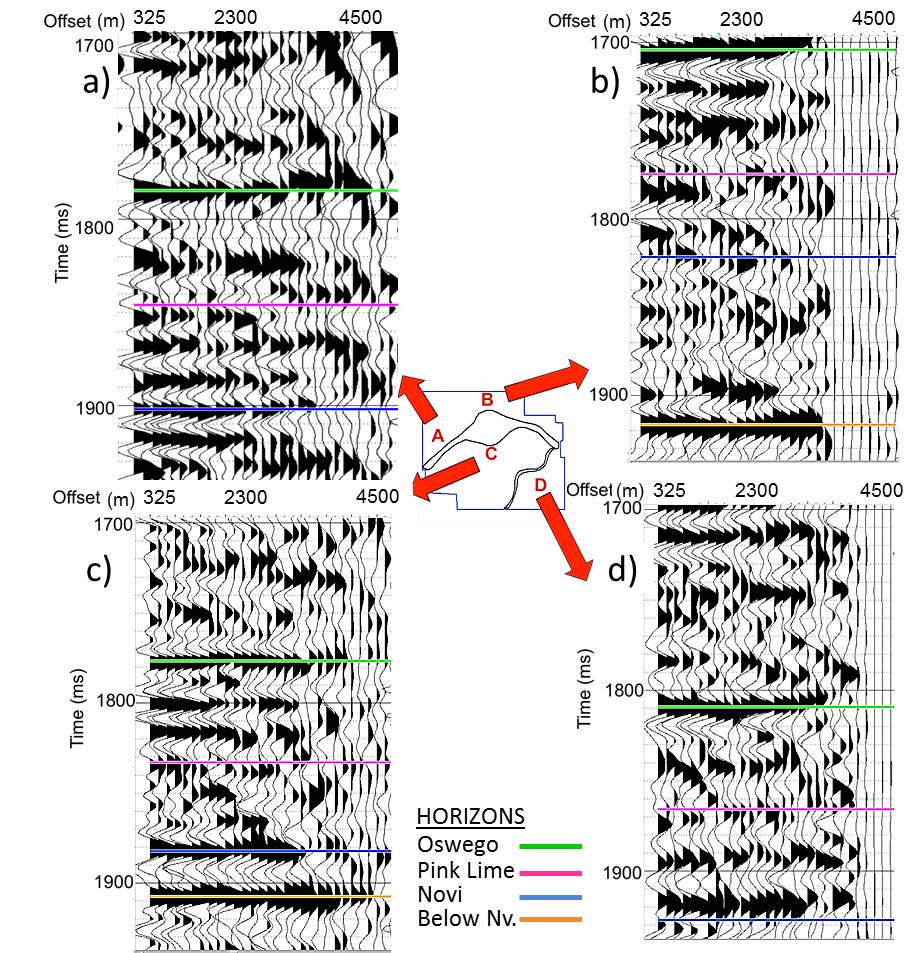 Offset (m) 325 2300 4500
1700
a)
Time (ms)
1800
1900
Offset (m) 325 2300 4500
1700
b)
1800
1900
A
B
C
D
Offset (m) 325 2300 4500
1700
c)
Time (ms)
1800
1900
Offset (m) 325 2300 4500
1700
d)
Time (ms)
1800
1900
HORIZONS
Oswego
Pink Lime
Novi
Below Nv.